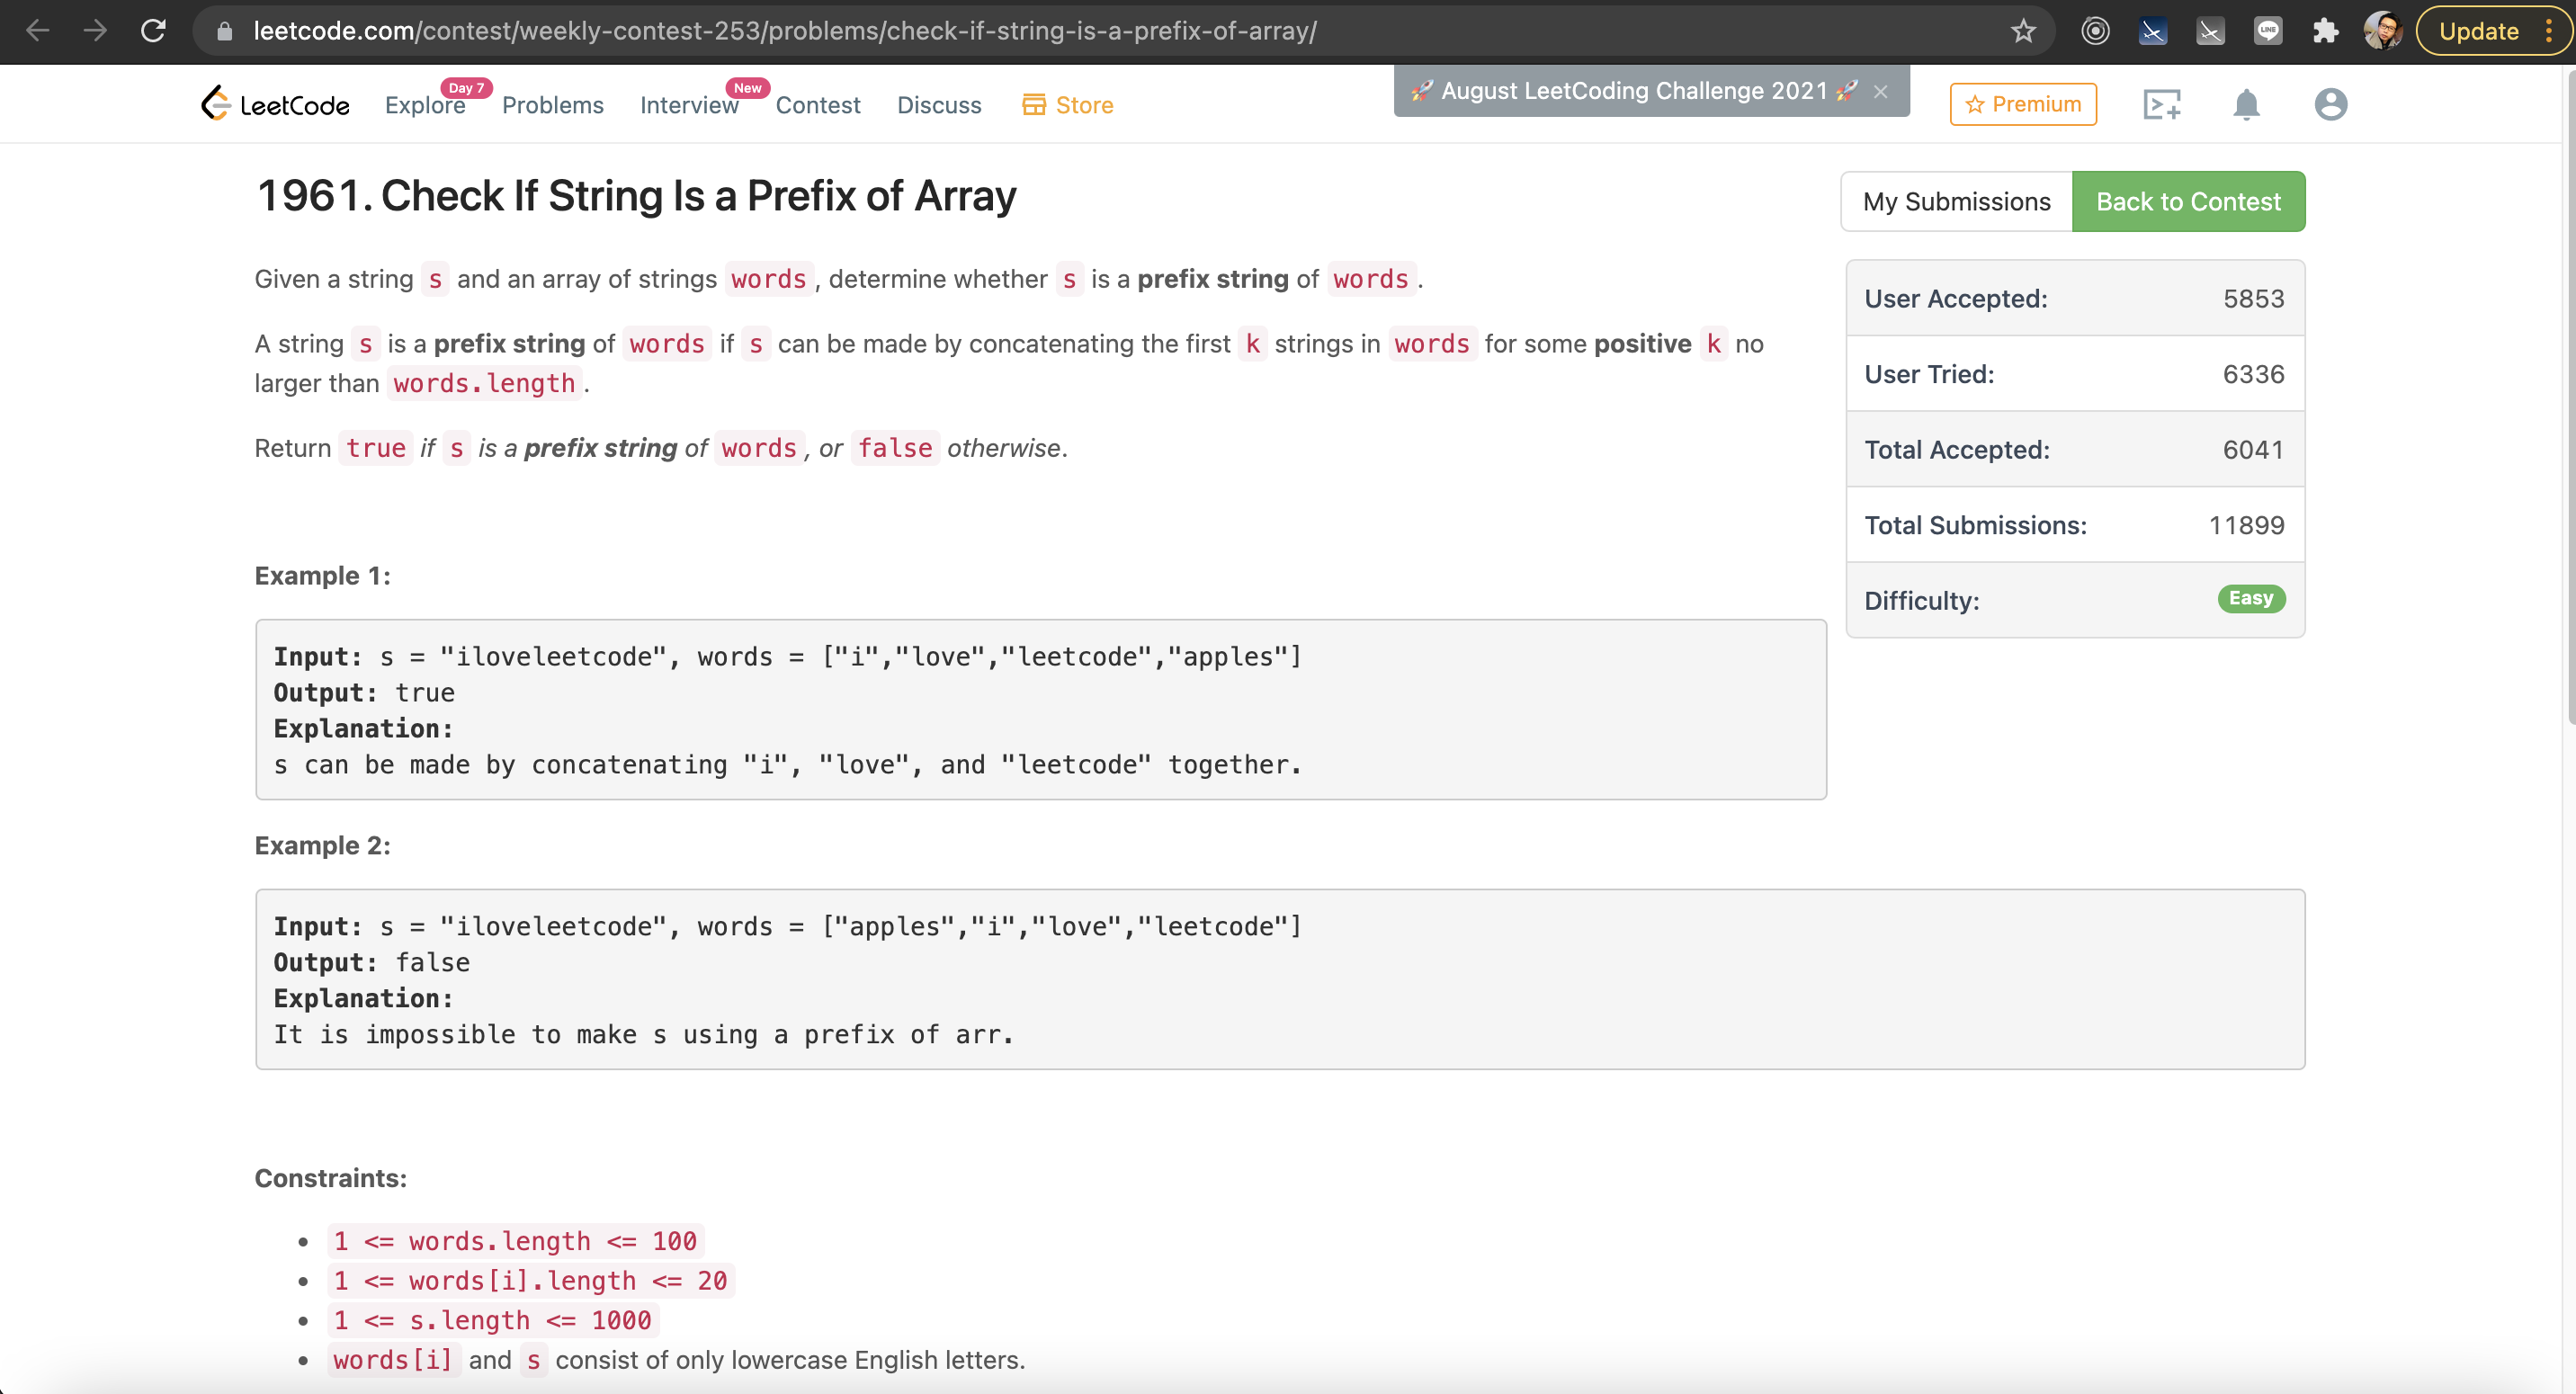 leetcode.com/contest/weekly-contest-253/problems/check-if-string-is-a-prefix-of-array/
LINE
Update
LeetCode
Explore
Day 7
Problems
Interview
New
Contest
Discuss
Store
🚀 August LeetCoding Challenge 2021 🚀 ×
Premium
1961. Check If String Is a Prefix of Array
My Submissions
Back to Contest
Given a string s and an array of strings words, determine whether s is a prefix string of words.
A string s is a prefix string of words if s can be made by concatenating the first k strings in words for some positive k no
larger than words.length.
Return true if s is a prefix string of words, or false otherwise.
User Accepted: 5853
User Tried: 6336
Total Accepted: 6041
Total Submissions: 11899
Difficulty: Easy
Example 1:
Input: s = "iloveleetcode", words = ["i","love","leetcode","apples"]
Output: true
Explanation:
s can be made by concatenating "i", "love", and "leetcode" together.
Example 2:
Input: s = "iloveleetcode", words = ["apples","i","love","leetcode"]
Output: false
Explanation:
It is impossible to make s using a prefix of arr.
Constraints:
• 1 <= words.length <= 100
• 1 <= words[i].length <= 20
• 1 <= s.length <= 1000
• words[i] and s consist of only lowercase English letters.